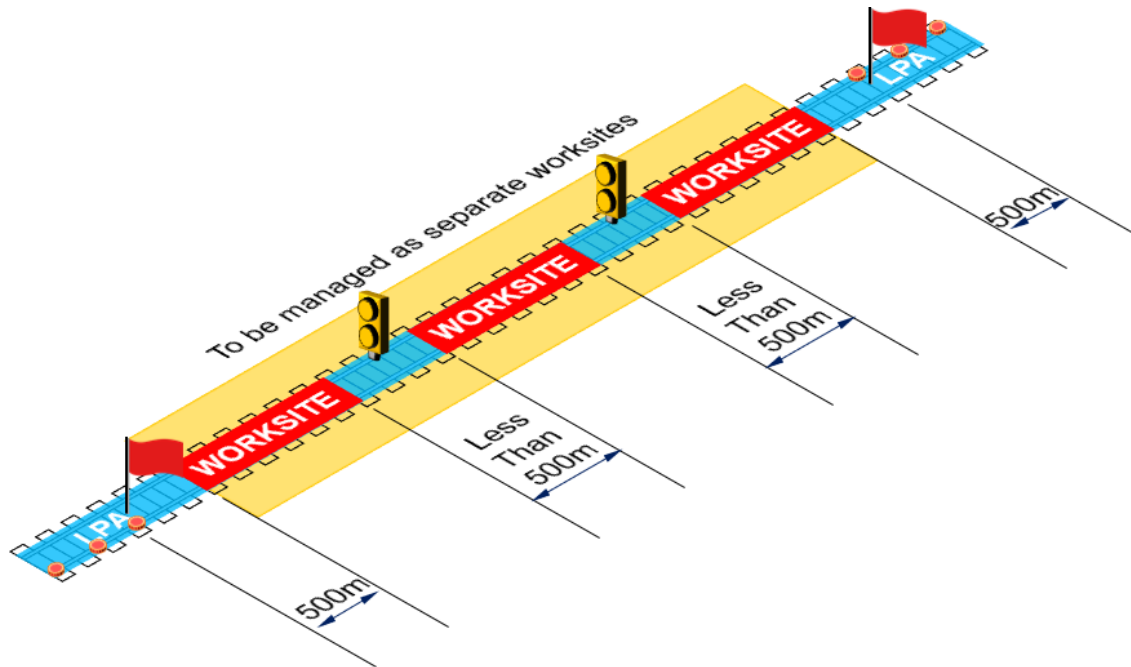 LPA
WORKSITE
500m
To be managed as separate worksites
WORKSITE
Less
Than
500m
WORKSITE
Less
Than
500m
LPA
500m